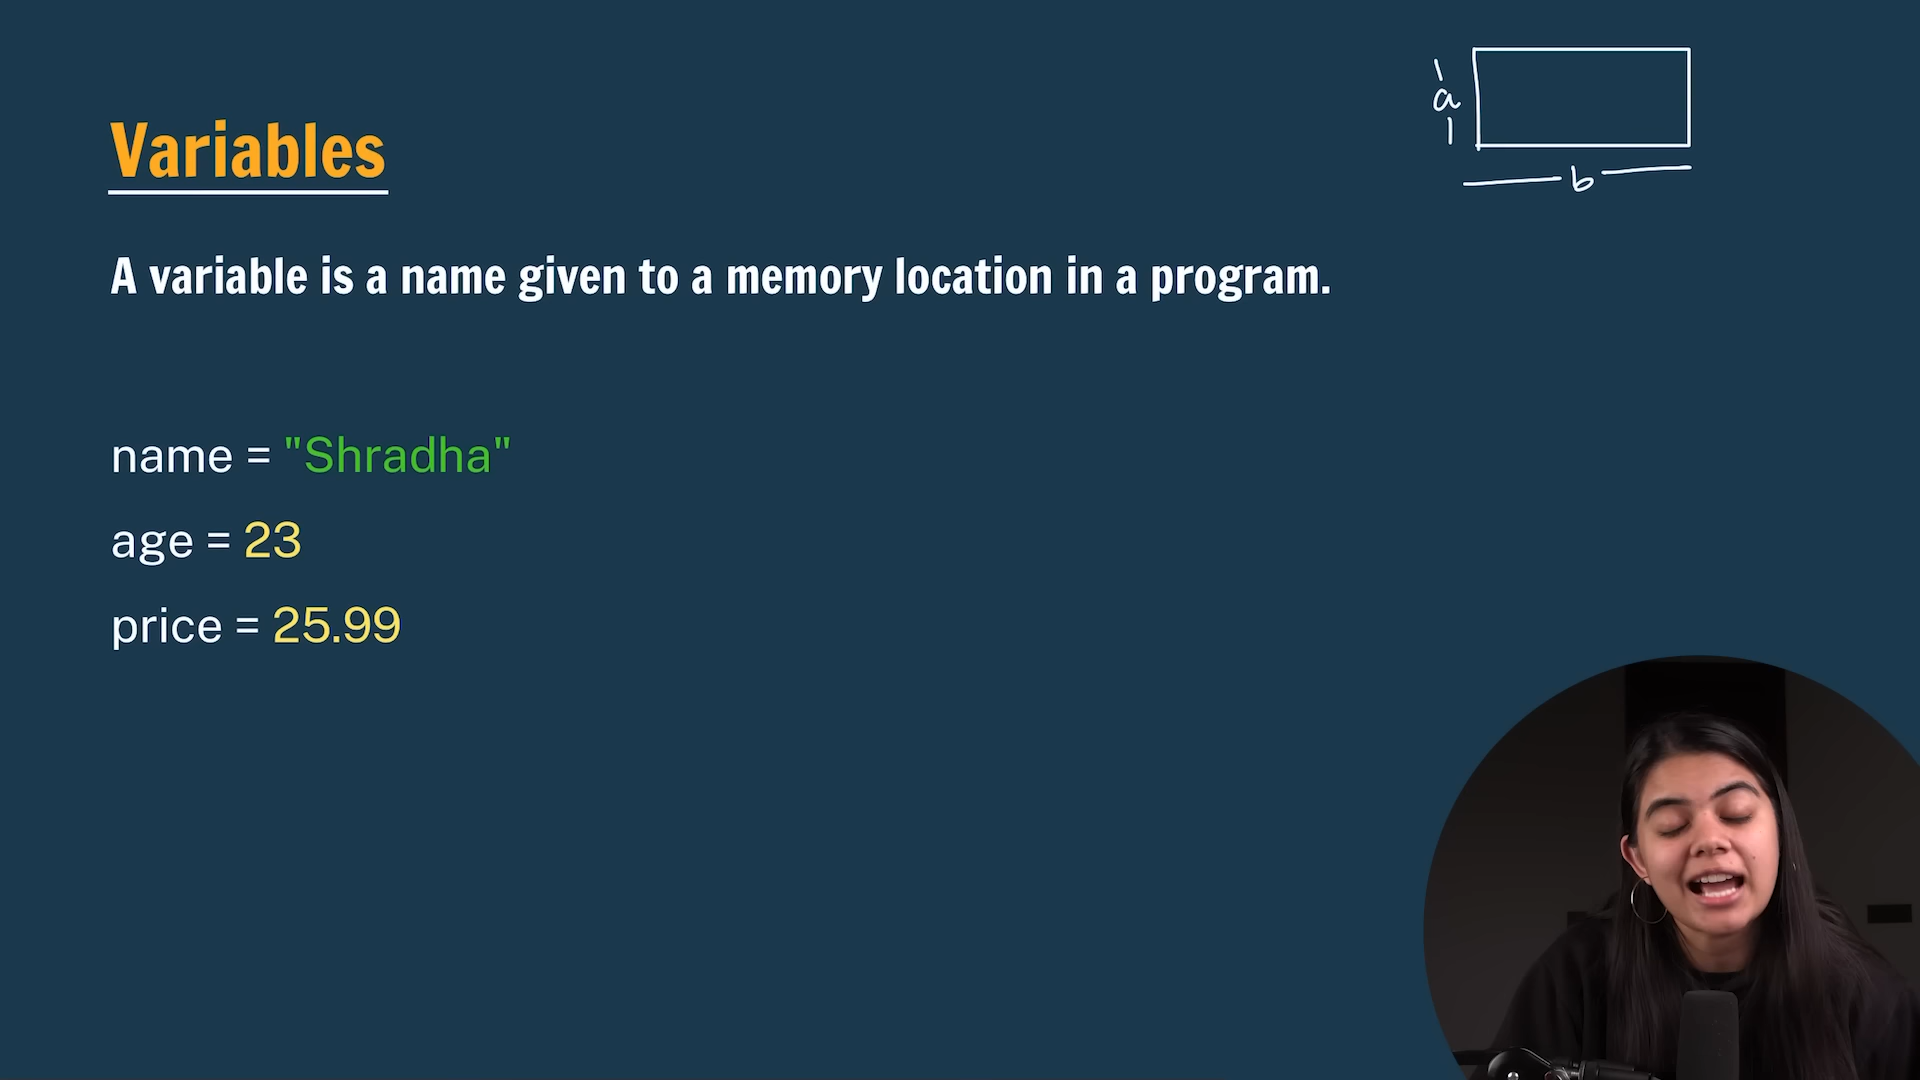 Variables
a
b
A variable is a name given to a memory location in a program.
name = "Shradha"
age = 23
price = 25.99